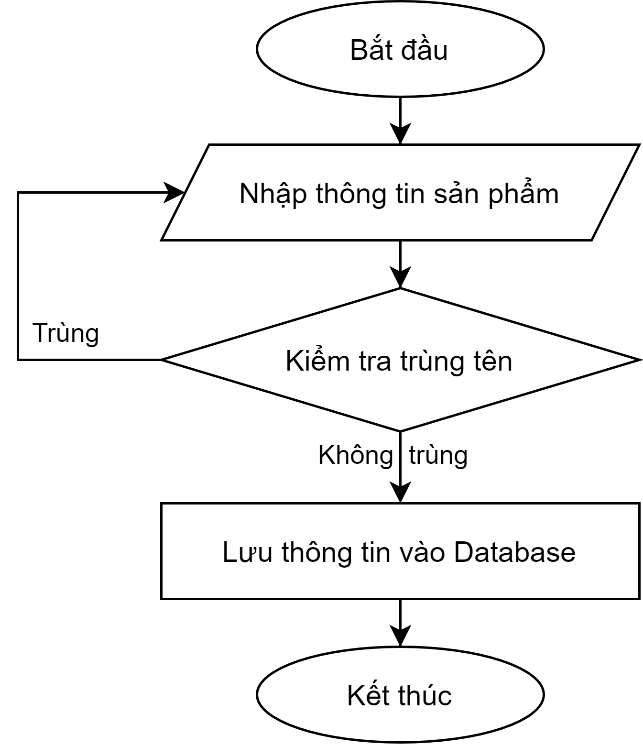 Bắt đầu
Nhập thông tin sản phẩm
Trùng
Kiểm tra trùng tên
Không trùng
Lưu thông tin vào Database
Kết thúc